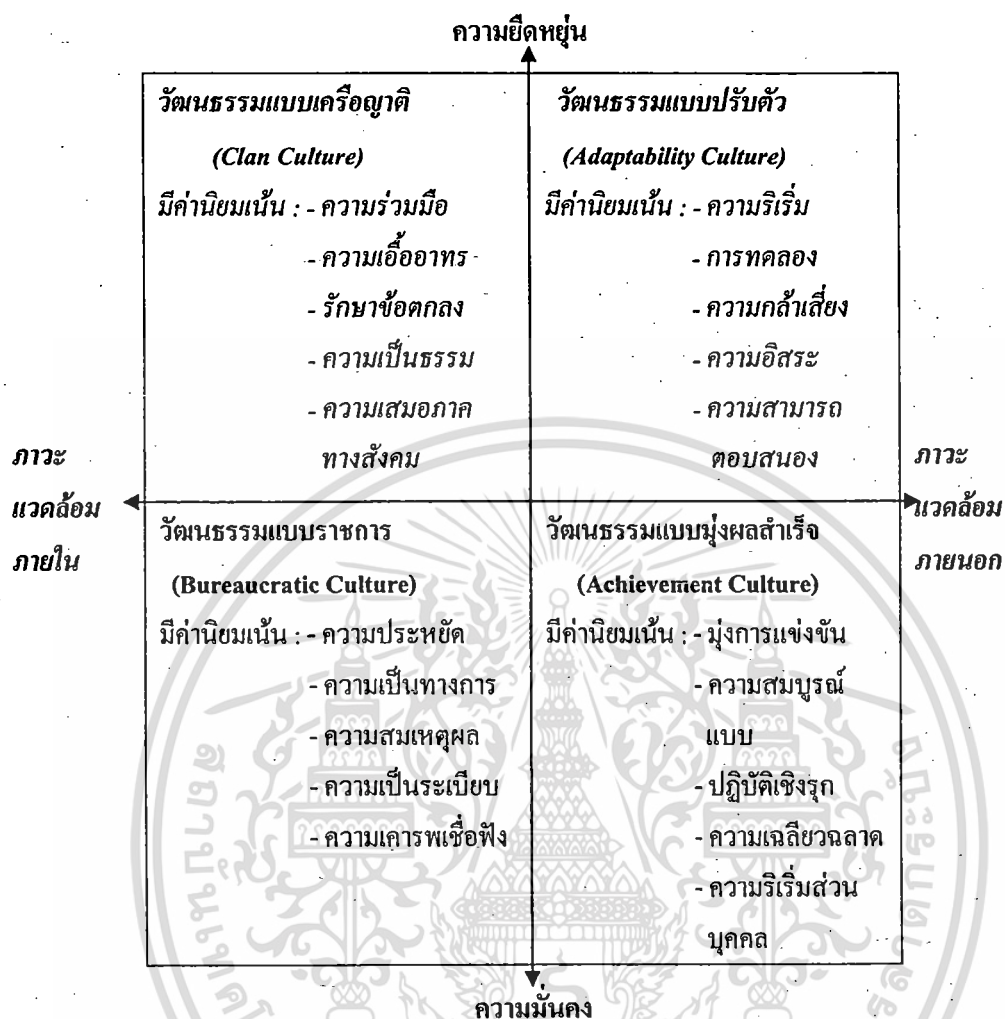 ความยืดหยุ่น
วัฒนธรรมแบบเครือญาติ
(Clan Culture)
มีค่านิยมเน้น : - ความร่วมมือ
- ความเอื้ออาทร
- รักษาข้อตกลง
- ความเป็นธรรม
- ความเสมอภาค
ทางสังคม
วัฒนธรรมแบบปรับตัว
(Adaptability Culture)
มีค่านิยมเน้น : - ความริเริ่ม
- การทดลอง
- ความกล้าเสี่ยง
- ความอิสระ
- ความสามารถ
ตอบสนอง
ภาวะ
แวดล้อม
ภายใน
ภาวะ
แวดล้อม
ภายนอก
วัฒนธรรมแบบราชการ
(Bureaucratic Culture)
มีค่านิยมเน้น : - ความประหยัด
- ความเป็นทางการ
- ความสมเหตุผล
- ความเป็นระเบียบ
- ความเคารพเชื่อฟัง
วัฒนธรรมแบบมุ่งผลสำเร็จ
(Achievement Culture)
มีค่านิยมเน้น : - มุ่งการแข่งขัน
- ความสมบูรณ์
แบบ
- ปฏิบัติเชิงรุก
- ความเฉลียวฉลาด
- ความริเริ่มส่วน
บุคคล
ความมั่นคง